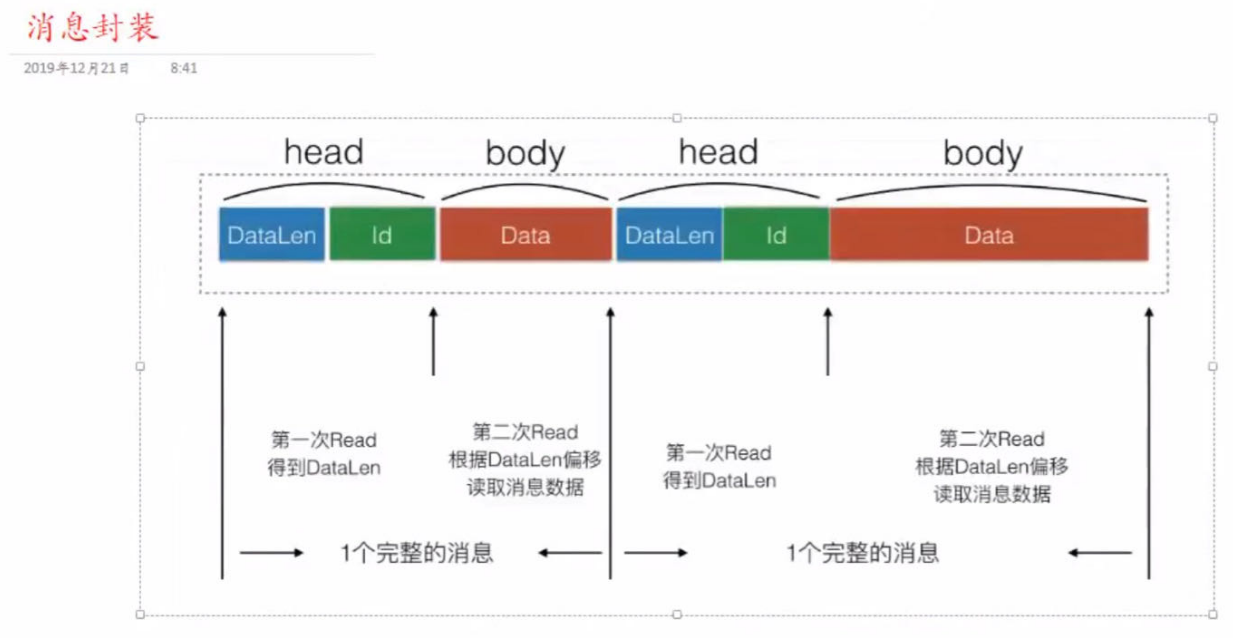 消息封装
2019年12月21日 8:41
head body head body
DataLen Id Data DataLen Id Data
第一次Read
得到DataLen
第二次Read
根据DataLen偏移
读取消息数据
第一次Read
得到DataLen
第二次Read
根据DataLen偏移
读取消息数据
1个完整的消息 1个完整的消息